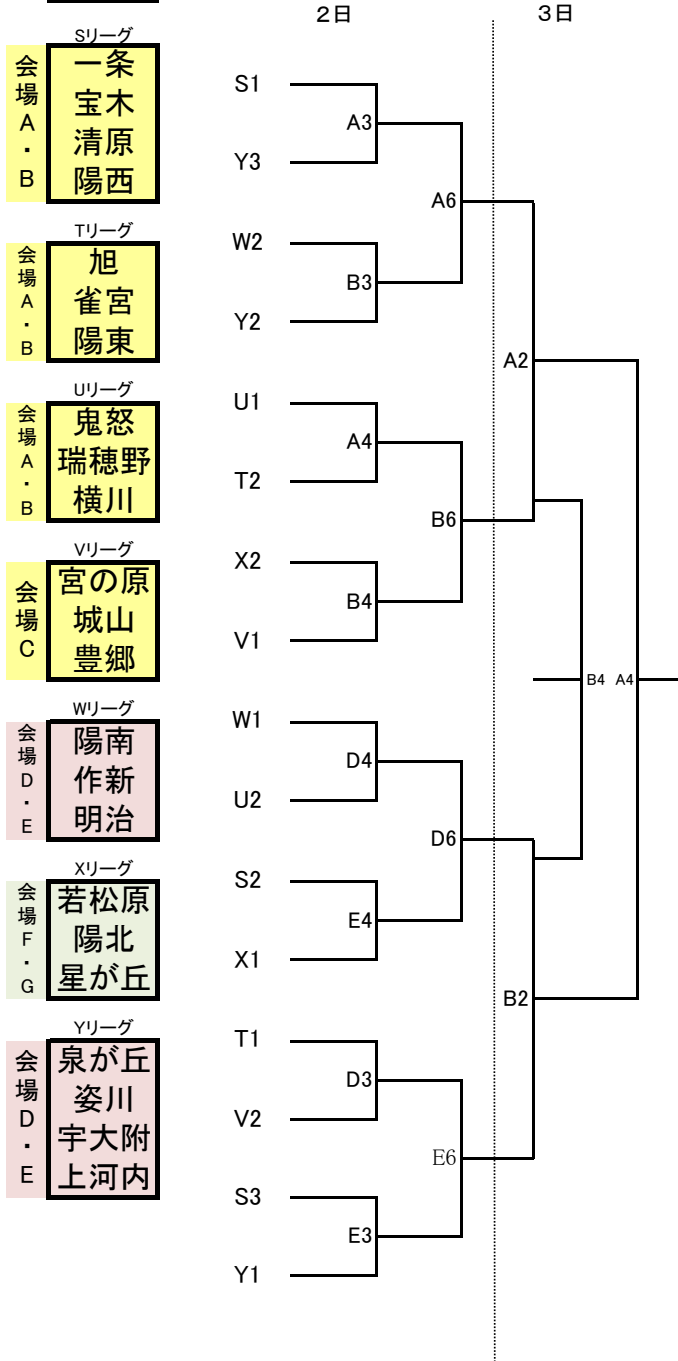 2日
3日
Sリーグ
会場A・B
一条
宝木
清原
陽西
Tリーグ
会場A・B
旭
雀宮
陽東
Uリーグ
会場A・B
鬼怒
瑞穂野
横川
Vリーグ
会場C
宮の原
城山
豊郷
Wリーグ
会場D・E
陽南
作新
明治
Xリーグ
会場F・G
若松原
陽北
星が丘
Yリーグ
会場D・E
泉が丘
姿川
宇大附
上河内
S1
Y3
W2
Y2
U1
T2
X2
V1
W1
U2
S2
X1
T1
V2
S3
Y1
A3
B3
A4
B4
D4
E4
D3
E3
A6
B6
D6
E6
A2
B2
B4
A4